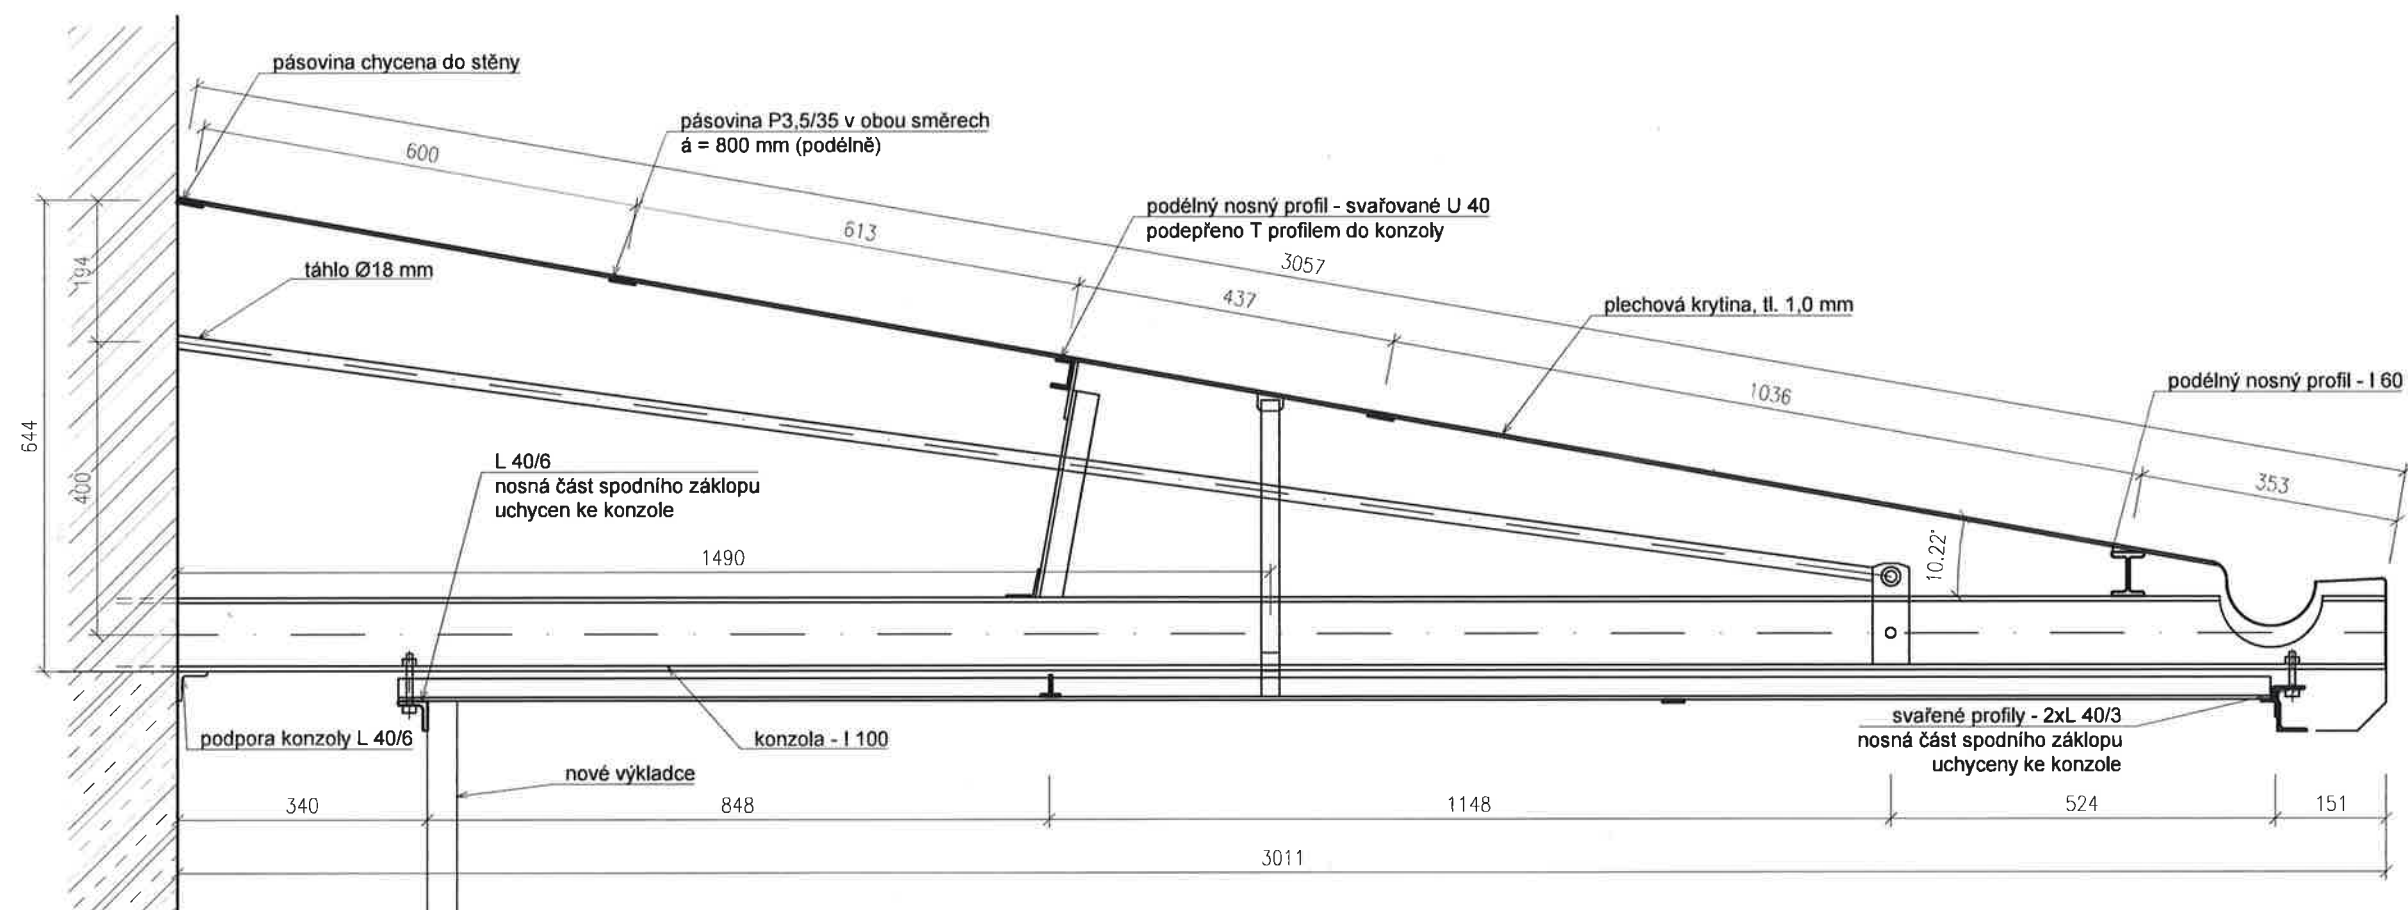 pásovina chycena do stěny
pásovina P3,5/35 v obou směrech
á = 800 mm (podélně)
600
podélný nosný profil - svařované U 40
podepřeno T profilem do konzoly
613
3057
táhlo Ø18 mm
194
437
plechová krytina, tl. 1,0 mm
podélný nosný profil - I 60
1036
644
400
L 40/6
nosná část spodního záklopu
uchycen ke konzole
353
1490
10.22°
podpora konzoly L 40/6
konzola - I 100
svařené profily - 2xL 40/3
nosná část spodního záklopu
uchyceny ke konzole
nové výkladce
340
848
1148
524
151
3011